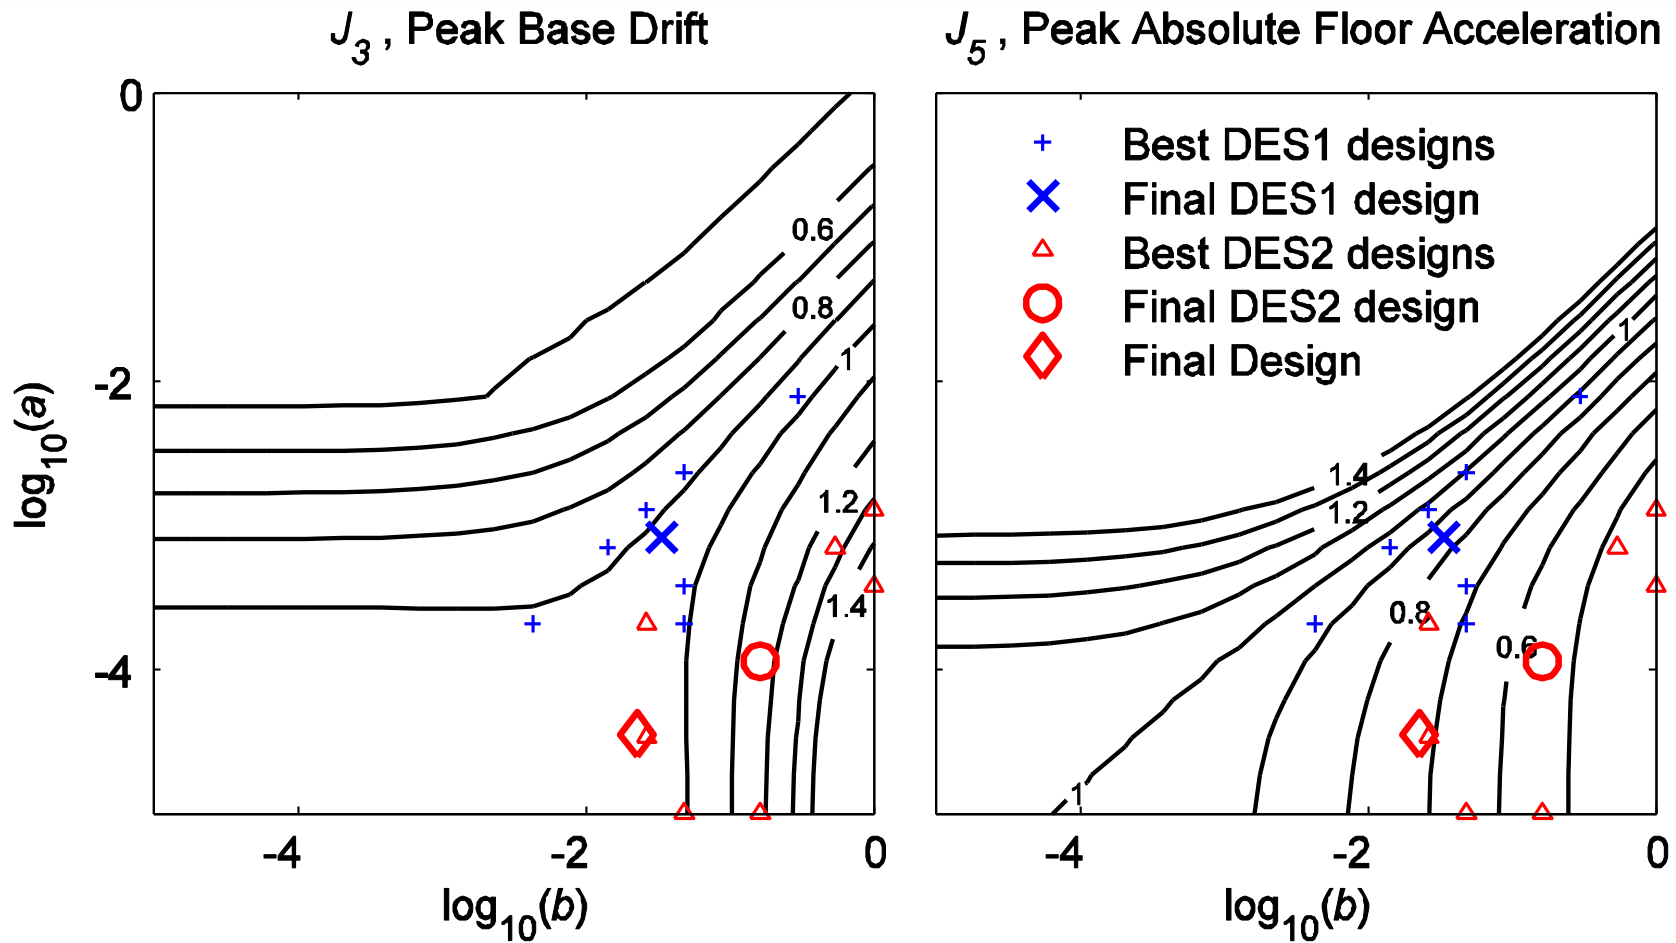 J3 , Peak Base Drift
J5 , Peak Absolute Floor Acceleration
0
-2
-4
log10(a)
0.6
0.8
1
1.2
1.4
-4
-2
0
log10(b)
Best DES1 designs
Final DES1 design
Best DES2 designs
Final DES2 design
Final Design
1
1.4
1.2
0.8
0.6
1
-4
-2
0
log10(b)